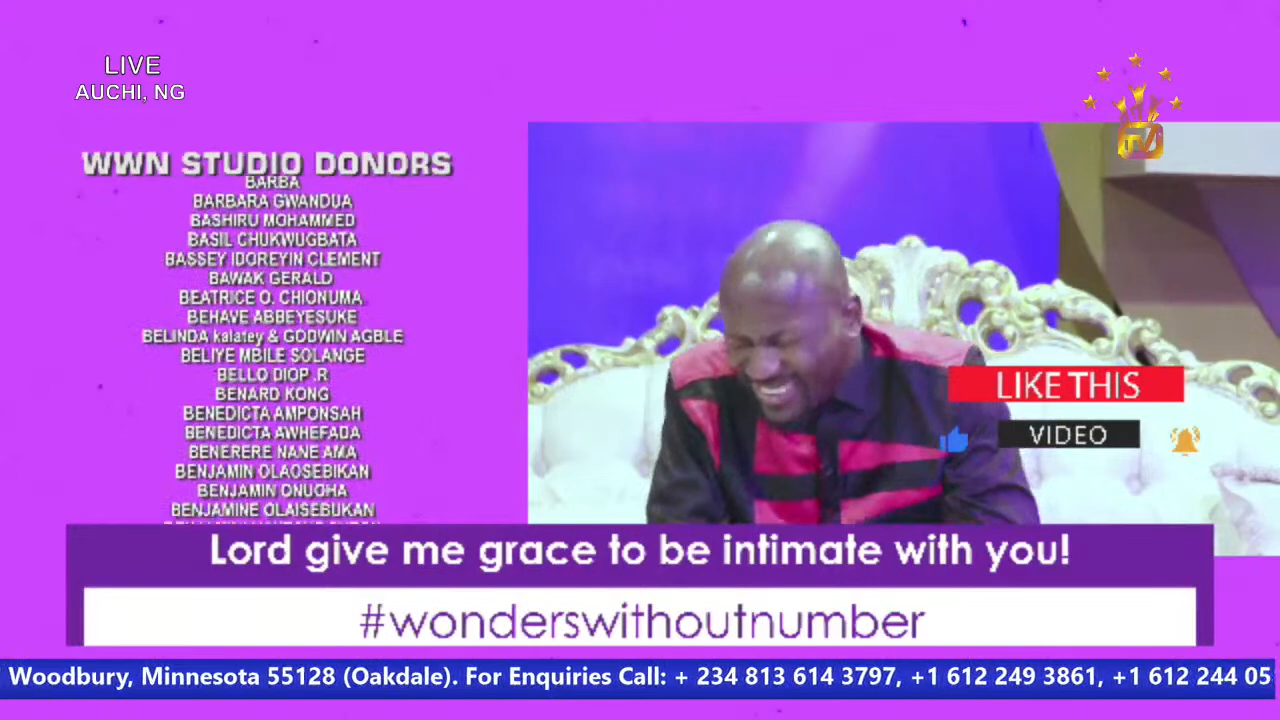 LIVE
AUCHI, NG
WWN STUDIO DONORS
BARBA
BARBARA GWANDUA
BASHIRU MOHAMMED
BASIL CHUKWUGBATA
BASSEY IDOREYIN CLEMENT
BAWAK GERALD
BEATRICE O. CHIONUMA
BEHAVE ABBEYESUKE
BELINDA kalatey & GODWIN AGBLE
BELIYE MBILE SOLANGE
BELLO DIOP .R
BENARD KONG
BENEDICTA AMPONSAH
BENEDICTA AWHEFADA
BENERERE NANE AMA
BENJAMIN OLAOSEBIKAN
BENJAMIN ONUOHA
BENJAMINE OLAISEBUKAN
TV
LIKE THIS
VIDEO
Lord give me grace to be intimate with you!
#wonderswithoutnumber
Woodbury, Minnesota 55128 (Oakdale). For Enquiries Call: + 234 813 614 3797, +1 612 249 3861, +1 612 244 05